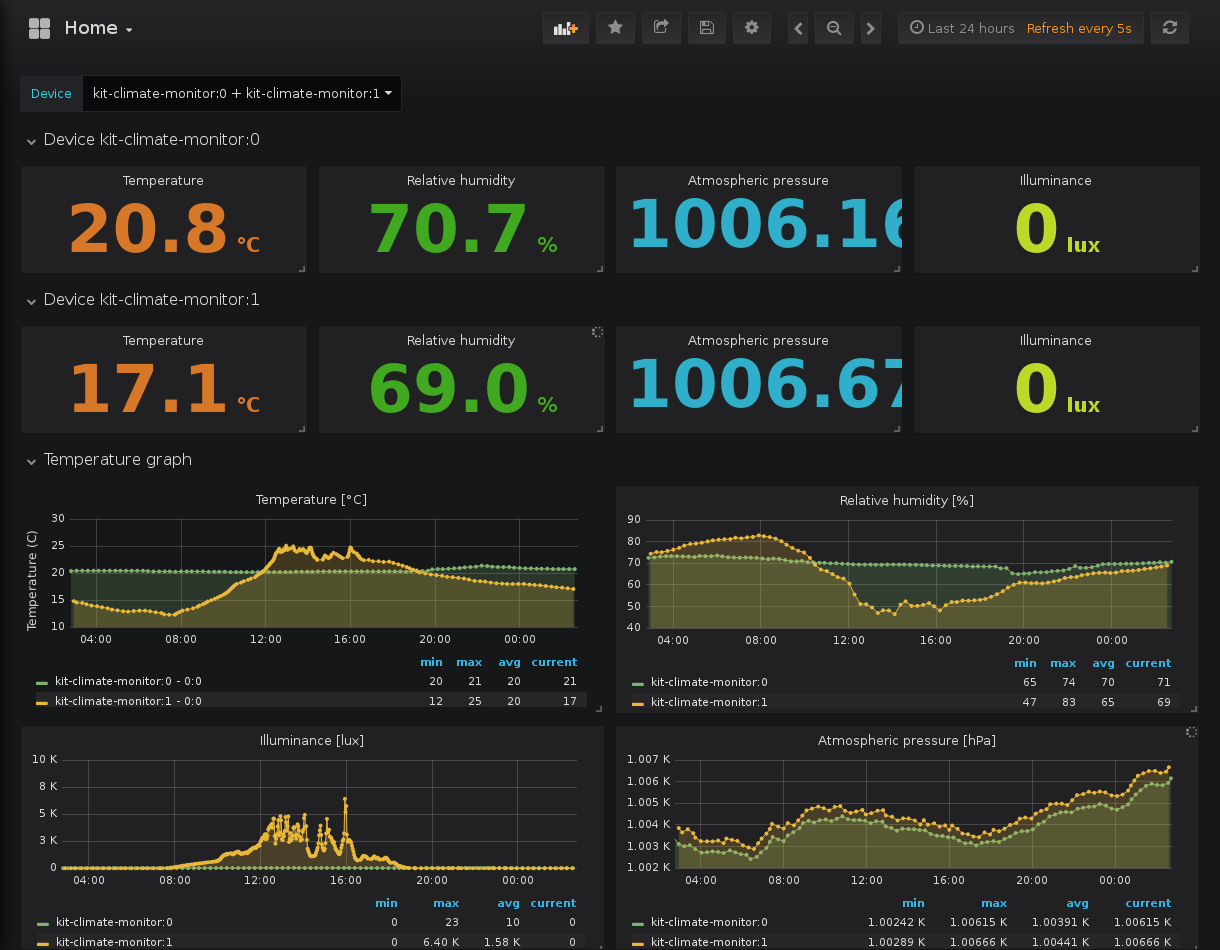 Home
Last 24 hours Refresh every 5s
Device kit-climate-monitor:0 + kit-climate-monitor:1
Device kit-climate-monitor:0
Temperature Relative humidity Atmospheric pressure Illuminance
20.8 °C 70.7 % 1006.16 0 lux
Device kit-climate-monitor:1
Temperature Relative humidity Atmospheric pressure Illuminance
17.1 °C 69.0 % 1006.67 0 lux
Temperature graph
Temperature [°C]
Temperature (C)
30
25
20
15
10
04:00 08:00 12:00 16:00 20:00 00:00
min max avg current
kit-climate-monitor:0 - 0:0 20 21 20 21
kit-climate-monitor:1 - 0:0 12 25 20 17
Relative humidity [%]
90
80
70
60
50
40
04:00 08:00 12:00 16:00 20:00 00:00
min max avg current
kit-climate-monitor:0 65 74 70 71
kit-climate-monitor:1 47 83 65 69
Illuminance [lux]
10 K
8 K
5 K
3 K
0
04:00 08:00 12:00 16:00 20:00 00:00
min max avg current
kit-climate-monitor:0 0 23 10 0
kit-climate-monitor:1 0 6.40 K 1.58 K 0
Atmospheric pressure [hPa]
1.007 K
1.006 K
1.005 K
1.004 K
1.003 K
1.002 K
04:00 08:00 12:00 16:00 20:00 00:00
min max avg current
kit-climate-monitor:0 1.00242 K 1.00615 K 1.00391 K 1.00615 K
kit-climate-monitor:1 1.00289 K 1.00666 K 1.00441 K 1.00666 K